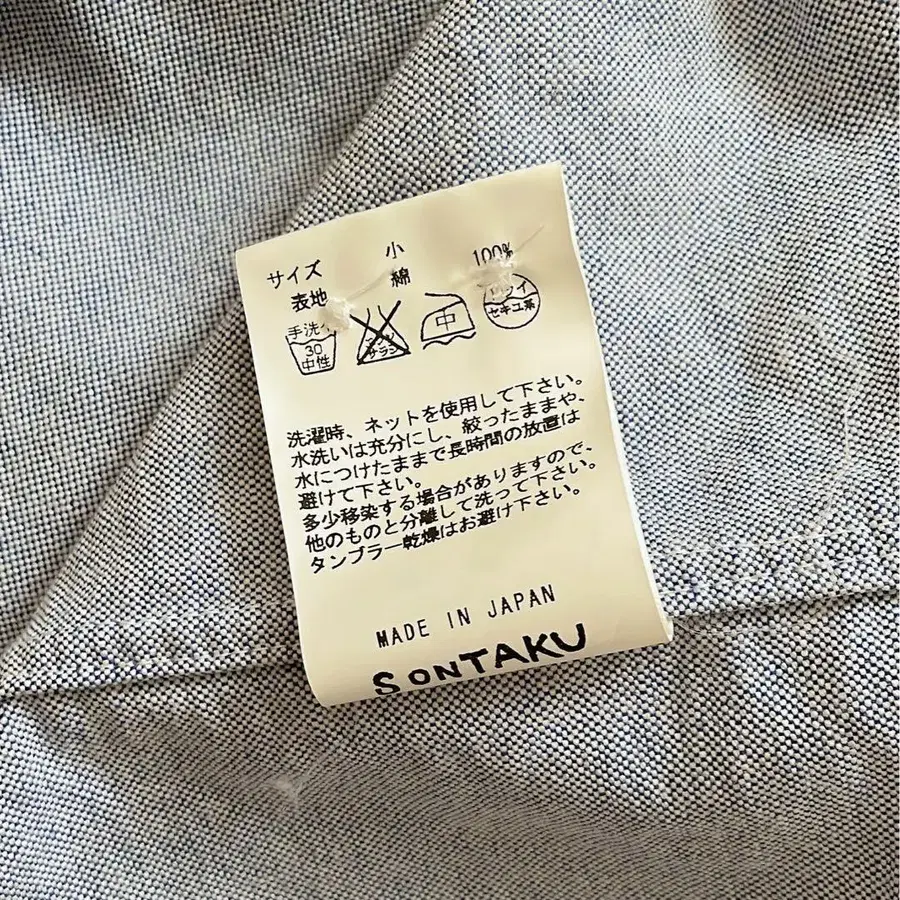 サイズ 小
表地 綿 100%
手洗イ
30
中性
サラシ
中
ドライ
セキユ系
洗濯時、ネットを使用して下さい。
水洗いは充分にし、絞ったままや、
水につけたままで長時間の放置は
避けて下さい。
多少移染する場合がありますので、
他のものと分離して洗って下さい。
タンブラー乾燥はお避け下さい。
MADE IN JAPAN
SONTAKU